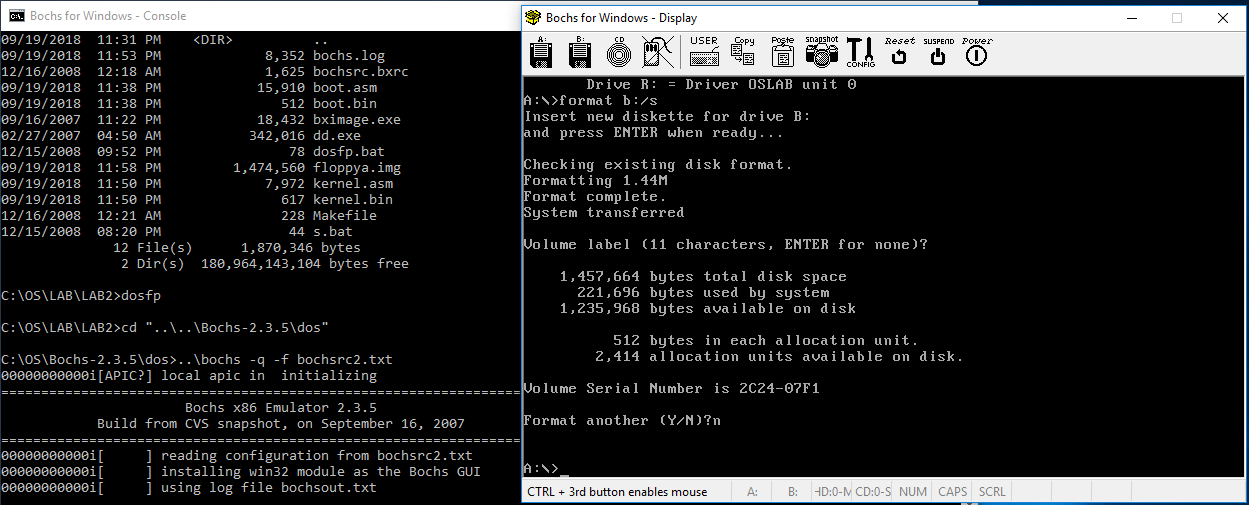 Bochs for Windows - Console
09/19/2018  11:31 PM    <DIR>          ..
09/19/2018  11:53 PM             8,352 bochs.log
12/16/2008  12:18 AM             1,625 bochsrc.bxrc
09/19/2018  11:38 PM            15,910 boot.asm
09/19/2018  11:38 PM               512 boot.bin
09/16/2007  11:22 PM            18,432 bximage.exe
02/27/2007  04:50 AM           342,016 dd.exe
12/15/2008  09:52 PM                78 dosfp.bat
09/19/2018  11:58 PM         1,474,560 floppya.img
09/19/2018  11:50 PM             7,972 kernel.asm
09/19/2018  11:50 PM               617 kernel.bin
12/16/2008  12:21 AM               228 Makefile
12/15/2008  08:20 PM                44 s.bat
12 File(s)      1,870,346 bytes
2 Dir(s)  180,964,143,104 bytes free
C:\OS\LAB\LAB2>dosfp
C:\OS\LAB\LAB2>cd "..\..\Bochs-2.3.5\dos"
C:\OS\Bochs-2.3.5\dos>..\bochs -q -f bochsrc2.txt
00000000000i[APIC?] local apic in  initializing
========================================================================
Bochs x86 Emulator 2.3.5
Build from CVS snapshot, on September 16, 2007
========================================================================
00000000000i[     ] reading configuration from bochsrc2.txt
00000000000i[     ] installing win32 module as the Bochs GUI
00000000000i[     ] using log file bochsout.txt
Bochs for Windows - Display
A: B: CD USER Copy Paste snapshot CONFIG Reset SUSPEND Power
Drive R: = Driver OSLAB unit 0
A:\>format b:/s
Insert new diskette for drive B:
and press ENTER when ready...
Checking existing disk format.
Formatting 1.44M
Format complete.
System transferred
Volume label (11 characters, ENTER for none)?
1,457,664 bytes total disk space
221,696 bytes used by system
1,235,968 bytes available on disk
512 bytes in each allocation unit.
2,414 allocation units available on disk.
Volume Serial Number is 2C24-07F1
Format another (Y/N)?n
A:\>_
CTRL + 3rd button enables mouse A: B: HD:0-M CD:0-S NUM CAPS SCRL